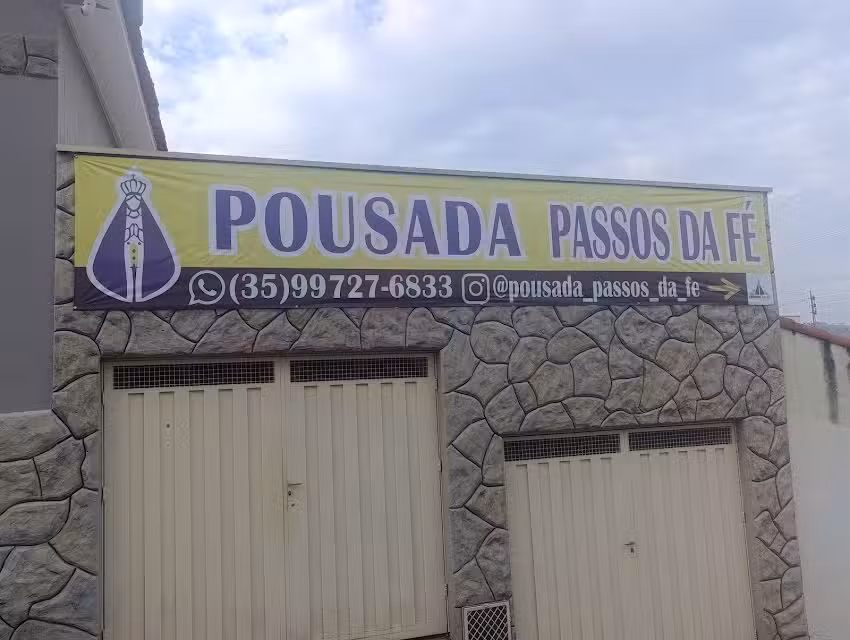 POUSADA PASSOS DA FÉ
(35)99727-6833 @pousada_passos_da_fe